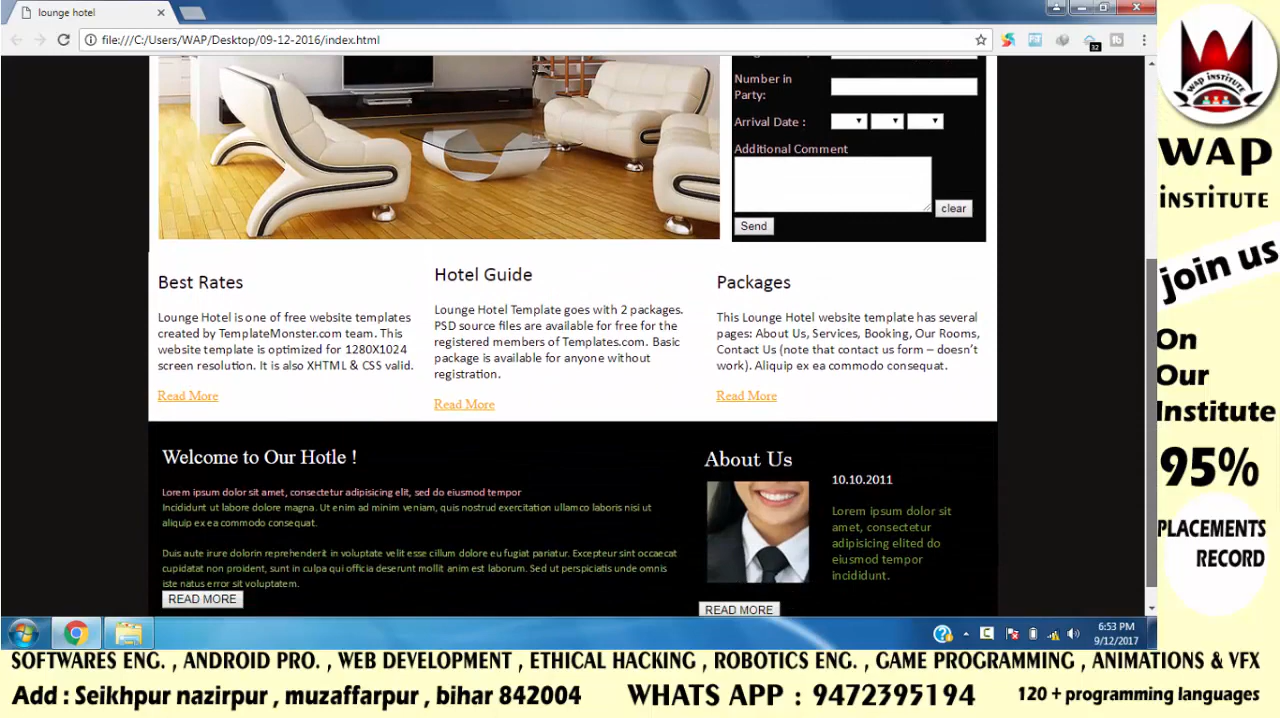 lounge hotel
file:///C:/Users/WAP/Desktop/09-12-2016/index.html
32
Number in
Party:
Arrival Date :
Additional Comment
clear
Send
Best Rates
Lounge Hotel is one of free website templates
created by TemplateMonster.com team. This
website template is optimized for 1280X1024
screen resolution. It is also XHTML & CSS valid.
Read More
Hotel Guide
Lounge Hotel Template goes with 2 packages.
PSD source files are available for free for the
registered members of Templates.com. Basic
package is available for anyone without
registration.
Read More
Packages
This Lounge Hotel website template has several
pages: About Us, Services, Booking, Our Rooms,
Contact Us (note that contact us form – doesn't
work). Aliquip ex ea commodo consequat.
Read More
Welcome to Our Hotle !
Lorem ipsum dolor sit amet, consectetur adipisicing elit, sed do eiusmod tempor
Incididunt ut labore dolore magna. Ut enim ad minim veniam, quis nostrud exercitation ullamco laboris nisi ut
aliquip ex ea commodo consequat.
Duis aute irure dolorin reprehenderit in voluptate velit esse cillum dolore eu fugiat pariatur. Excepteur sint occaecat
cupidatat non proident, sunt in culpa qui officia deserunt mollit anim est laborum. Sed ut perspiciatis unde omnis
iste natus error sit voluptatem.
READ MORE
About Us
10.10.2011
Lorem ipsum dolor sit
amet, consectetur
adipisicing elited do
eiusmod tempor
incididunt.
READ MORE
6:53 PM
9/12/2017
WAP INSTITUTE
WAP
INSTITUTE
join us
On
Our
Institute
95%
PLACEMENTS
RECORD
SOFTWARES ENG. , ANDROID PRO. , WEB DEVELOPMENT , ETHICAL HACKING , ROBOTICS ENG. , GAME PROGRAMMING , ANIMATIONS & VFX
Add : Seikhpur nazirpur , muzaffarpur , bihar 842004
WHATS APP : 9472395194
120 + programming languages